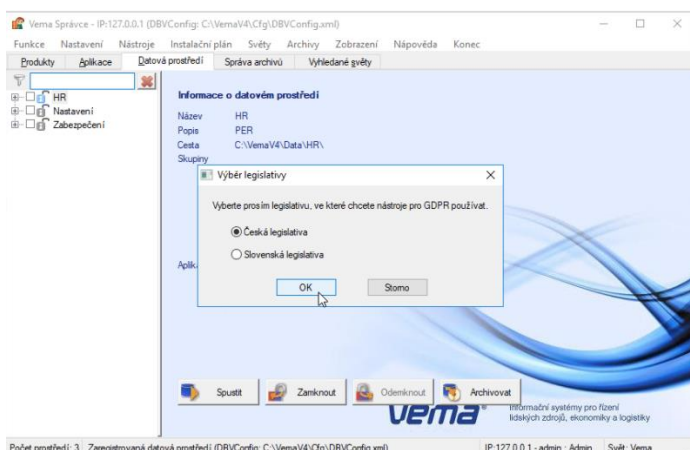 Verna Správce - IP:127.0.0.1 (DBVConfig: C:\VemaV4\Cfg\DBVConfig.xml)
Funkce Nastavení Nástroje Instalační plán Světy Archivy Zobrazení Nápověda Konec
Produkty Aplikace Datová prostředí Správa archivů Vyhledané světy
HR
Nastavení
Zabezpečení
Informace o datovém prostředí
Název HR
Popis PER
Cesta C:\VemaV4\Data\HR\
Skupiny
Výběr legislativy
Vyberte prosím legislativu, ve které chcete nástroje pro GDPR používat.
Česká legislativa
Slovenská legislativa
Aplik
OK Storno
Spustit Zamknout Odemknout Archivovat
vema
informační systémy pro řízení
lidských zdrojů, ekonomiky a logistiky
Počet prostředí: 3 Zaregistrovaná datová prostředí (DBVConfig: C:\VemaV4\Cfg\DBVConfig.xml) IP:127.0.0.1 - admin : Admin Svět: Vema